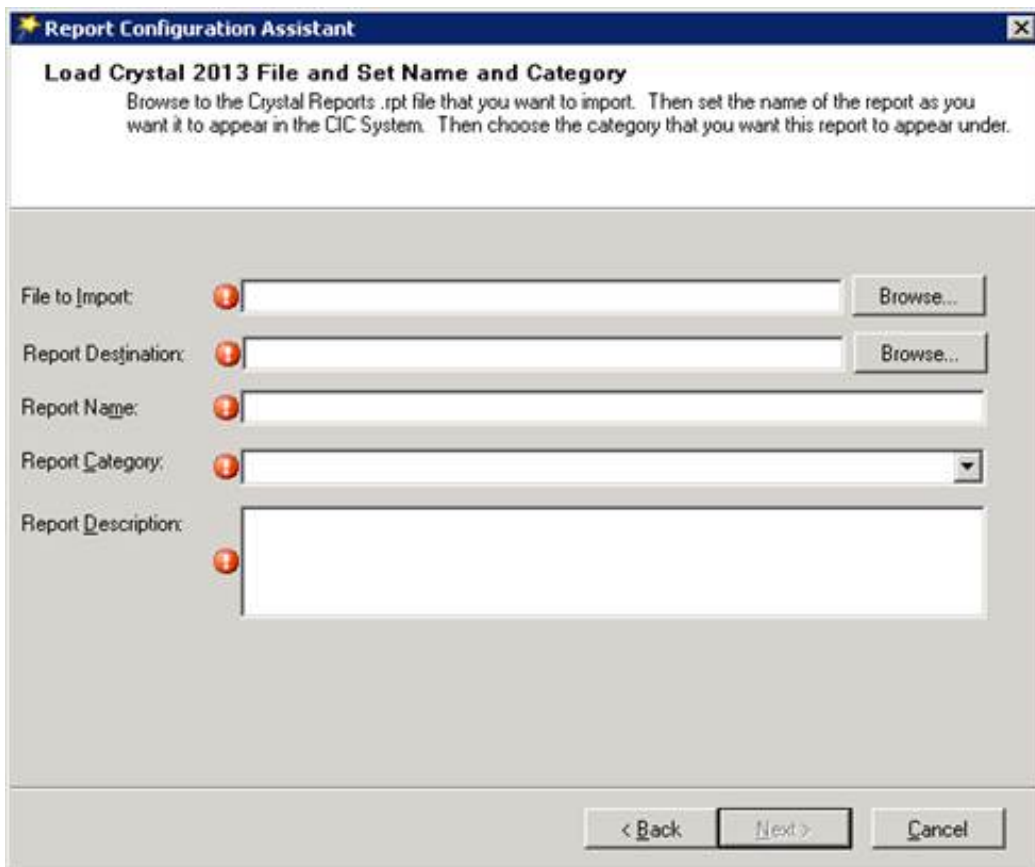 Report Configuration Assistant
Load Crystal 2013 File and Set Name and Category
Browse to the Crystal Reports .rpt file that you want to import. Then set the name of the report as you
want it to appear in the CIC System. Then choose the category that you want this report to appear under.
File to Import:
Browse...
Report Destination:
Browse...
Report Name:
Report Category:
Report Description:
< Back
Next >
Cancel